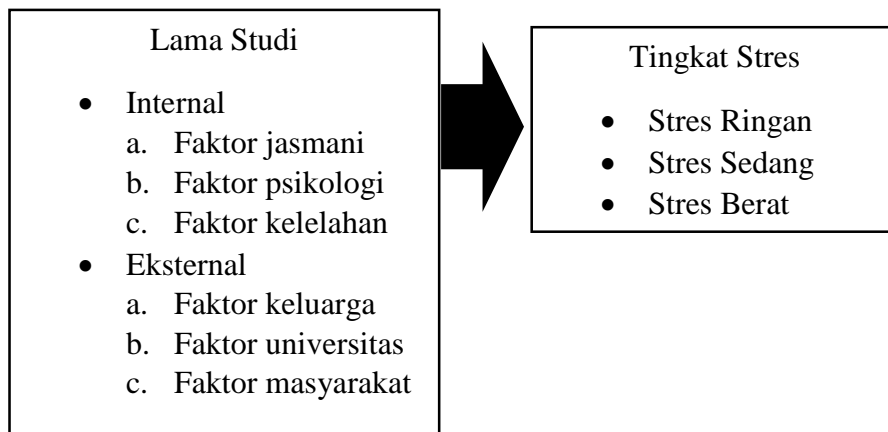 Lama Studi
• Internal
a. Faktor jasmani
b. Faktor psikologi
c. Faktor kelelahan
• Eksternal
a. Faktor keluarga
b. Faktor universitas
c. Faktor masyarakat
Tingkat Stres
• Stres Ringan
• Stres Sedang
• Stres Berat